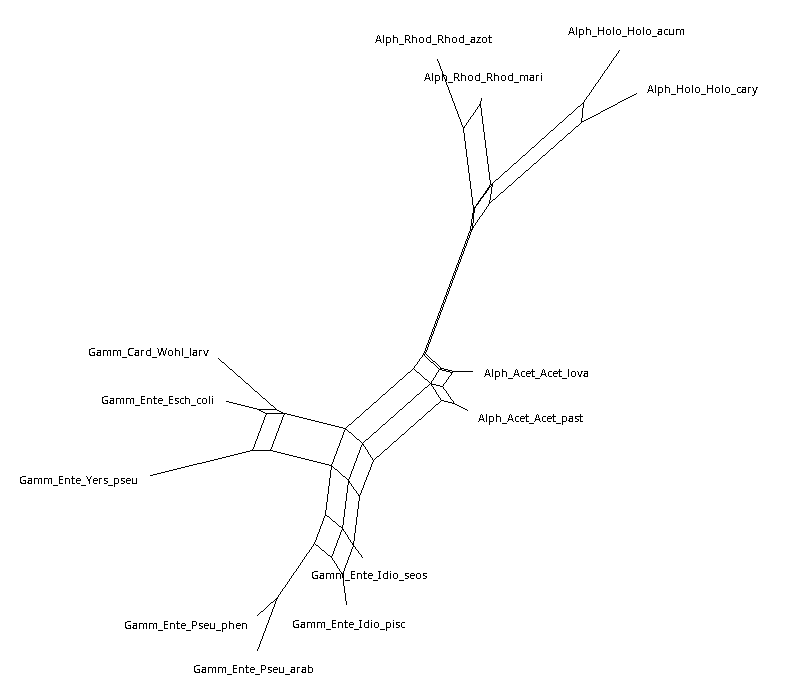 Alph_Holo_Holo_acum
Alph_Rhod_Rhod_azot
Alph_Rhod_Rhod_mari
Alph_Holo_Holo_cary
Gamm_Card_Wohl_larv
Alph_Acet_Acet_lova
Gamm_Ente_Esch_coli
Alph_Acet_Acet_past
Gamm_Ente_Yers_pseu
Gamm_Ente_Idio_seos
Gamm_Ente_Pseu_phen
Gamm_Ente_Idio_pisc
Gamm_Ente_Pseu_arab